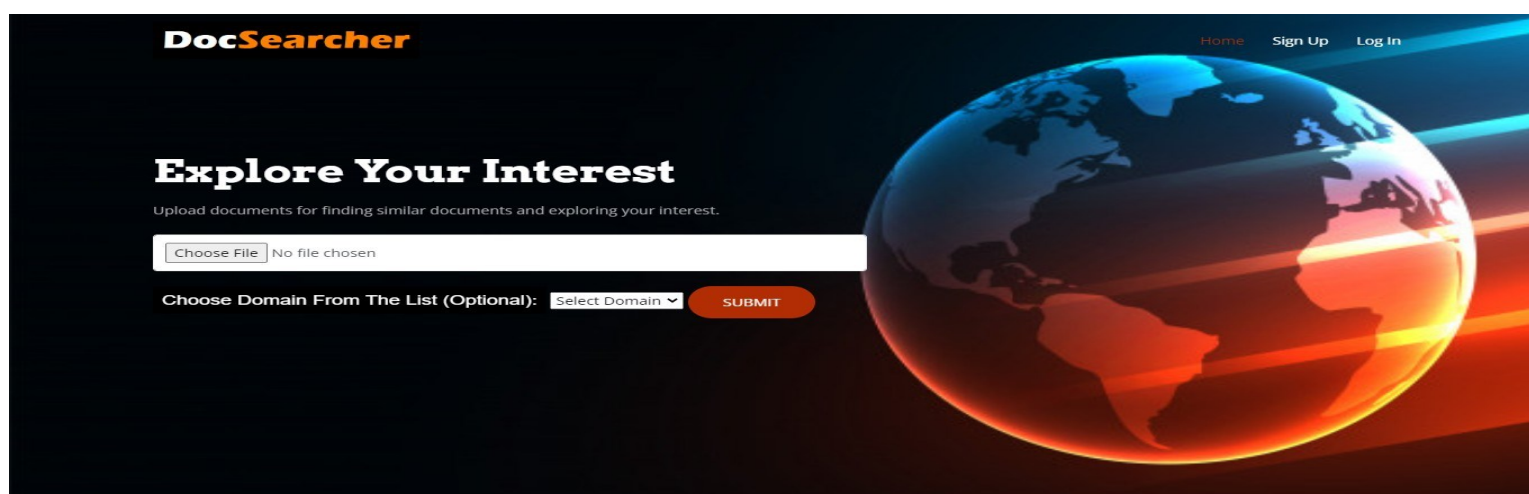 DocSearcher
Home Sign Up Log In
Explore Your Interest
Upload documents for finding similar documents and exploring your interest.
Choose File No file chosen
Choose Domain From The List (Optional): Select Domain SUBMIT